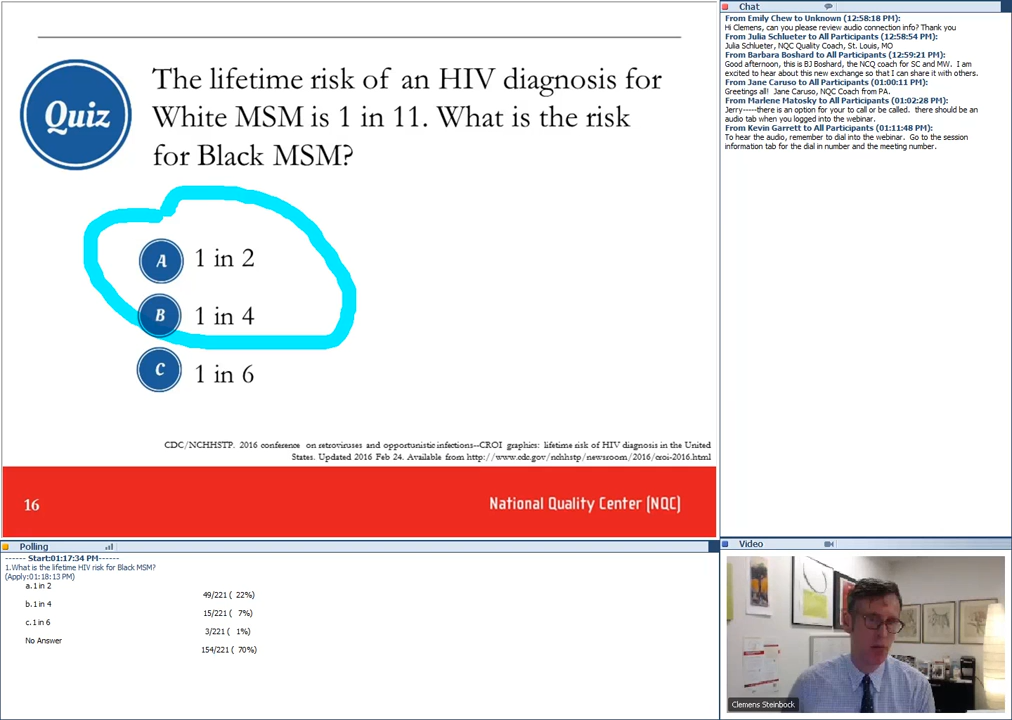 Quiz
The lifetime risk of an HIV diagnosis for
White MSM is 1 in 11. What is the risk
for Black MSM?
A 1 in 2
B 1 in 4
C 1 in 6
CDC/NCHHSTP. 2016 conference on retroviruses and opportunistic infections--CROI graphics: lifetime risk of HIV diagnosis in the United
States. Updated 2016 Feb 24. Available from http://www.cdc.gov/nchhstp/newsroom/2016/croi-2016.html
16
National Quality Center (NQC)
Polling
------ Start:01:17:34 PM------
1.What is the lifetime HIV risk for Black MSM?
(Apply:01:18:13 PM)
a. 1 in 2
49/221 ( 22%)
b. 1 in 4
15/221 ( 7%)
c. 1 in 6
3/221 ( 1%)
No Answer
154/221 ( 70%)
Chat
From Emily Chew to Unknown (12:58:18 PM):
Hi Clemens, can you please review audio connection info? Thank you
From Julia Schlueter to All Participants (12:58:54 PM):
Julia Schlueter, NQC Quality Coach, St. Louis, MO
From Barbara Boshard to All Participants (12:59:21 PM):
Good afternoon, this is BJ Boshard, the NCQ coach for SC and MW. I am
excited to hear about this new exchange so that I can share it with others.
From Jane Caruso to All Participants (01:00:11 PM):
Greetings all! Jane Caruso, NQC Coach from PA.
From Marlene Matosky to All Participants (01:02:28 PM):
Jerry-----there is an option for your to call or be called. there should be an
audio tab when you logged into the webinar.
From Kevin Garrett to All Participants (01:11:48 PM):
To hear the audio, remember to dial into the webinar. Go to the session
information tab for the dial in number and the meeting number.
Video
Clemens Steinbock